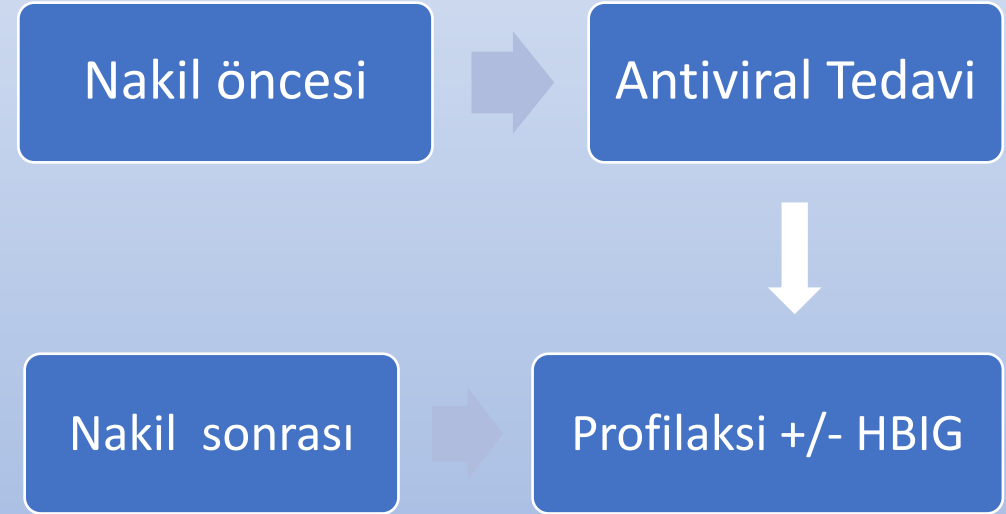 Nakil öncesi
Antiviral Tedavi
Nakil  sonrası
Profilaksi +/- HBIG